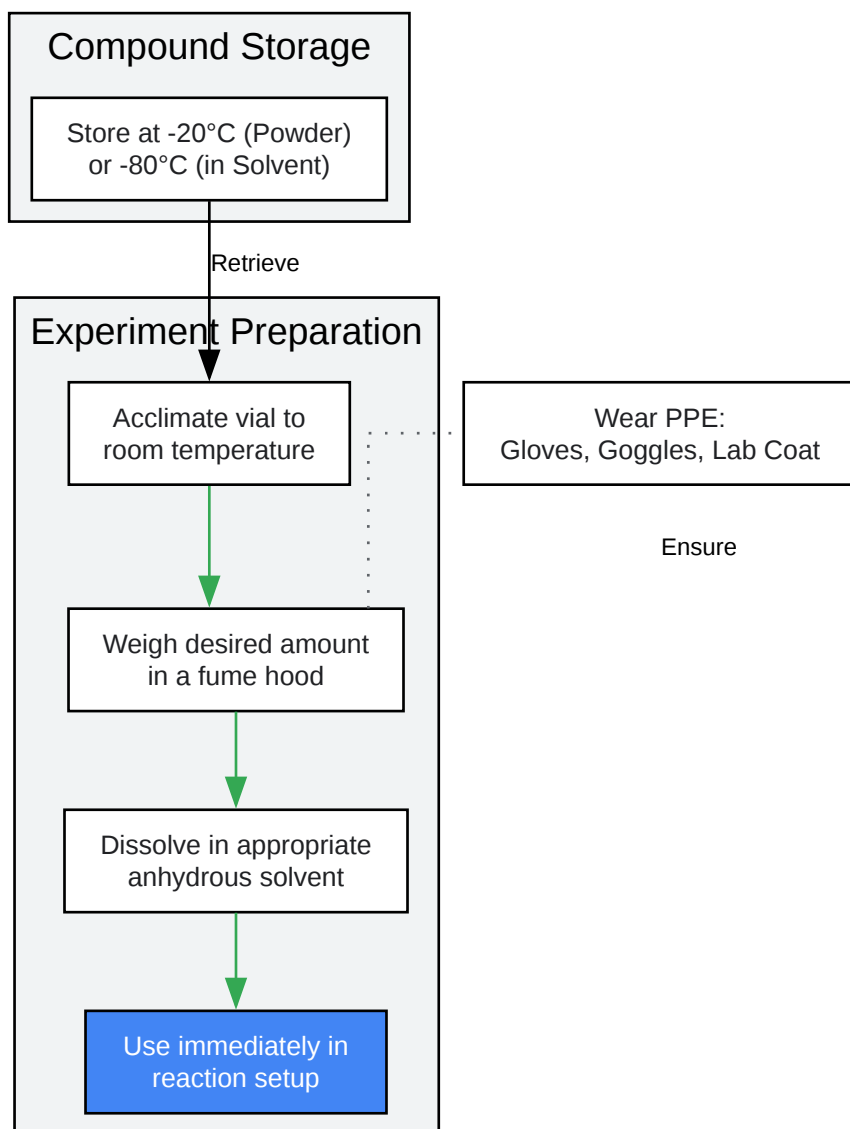 Compound Storage
Store at -20°C (Powder)
or -80°C (in Solvent)
Retrieve
Experiment Preparation
Acclimate vial to
room temperature
Wear PPE:
Gloves, Goggles, Lab Coat
Ensure
Weigh desired amount
in a fume hood
Dissolve in appropriate
anhydrous solvent
Use immediately in
reaction setup